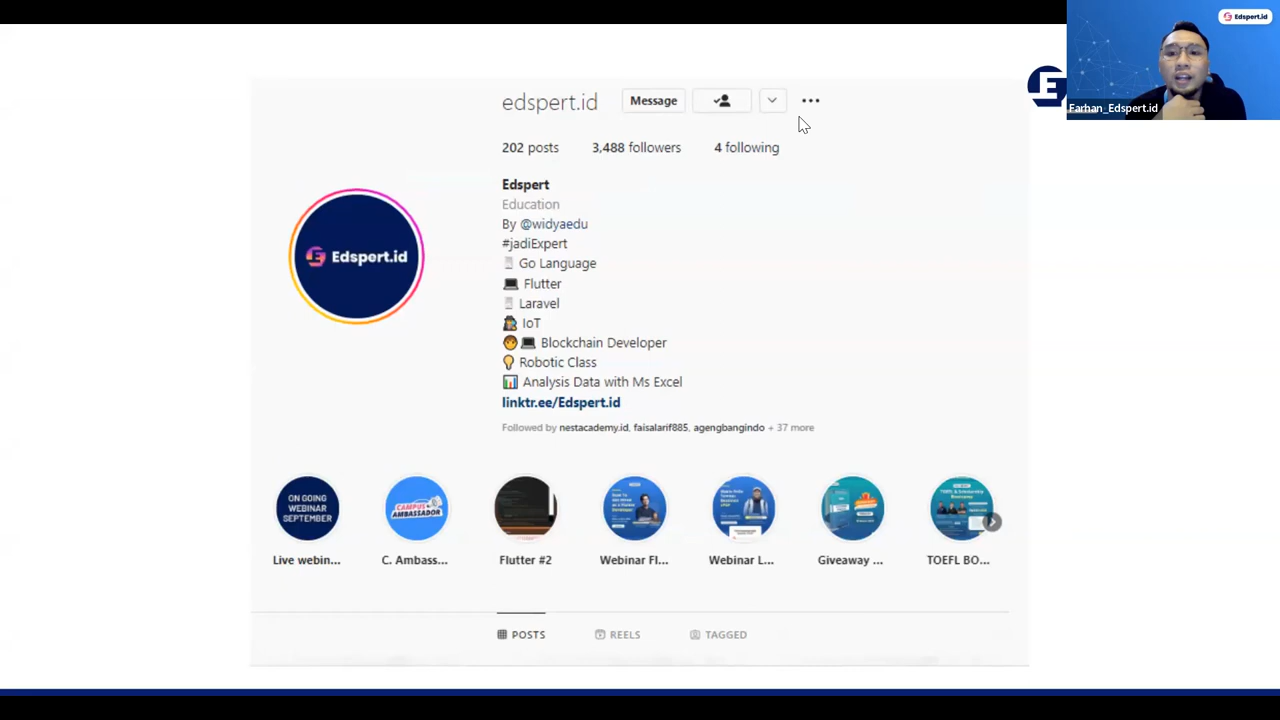 Edspert.id
Farhan_Edspert.id
edspert.id Message
202 posts 3,488 followers 4 following
Edspert
Education
By @widyaedu
#jadiExpert
Go Language
Flutter
Laravel
IoT
Blockchain Developer
Robotic Class
Analysis Data with Ms Excel
linktr.ee/Edspert.id
Followed by nestacademy.id, faisalarif885, agengbangindo + 37 more
Edspert.id
ON GOING
WEBINAR
SEPTEMBER
CAMPUS
AMBASSADOR
Live webin... C. Ambass... Flutter #2 Webinar Fl... Webinar L... Giveaway ... TOEFL BO...
POSTS REELS TAGGED